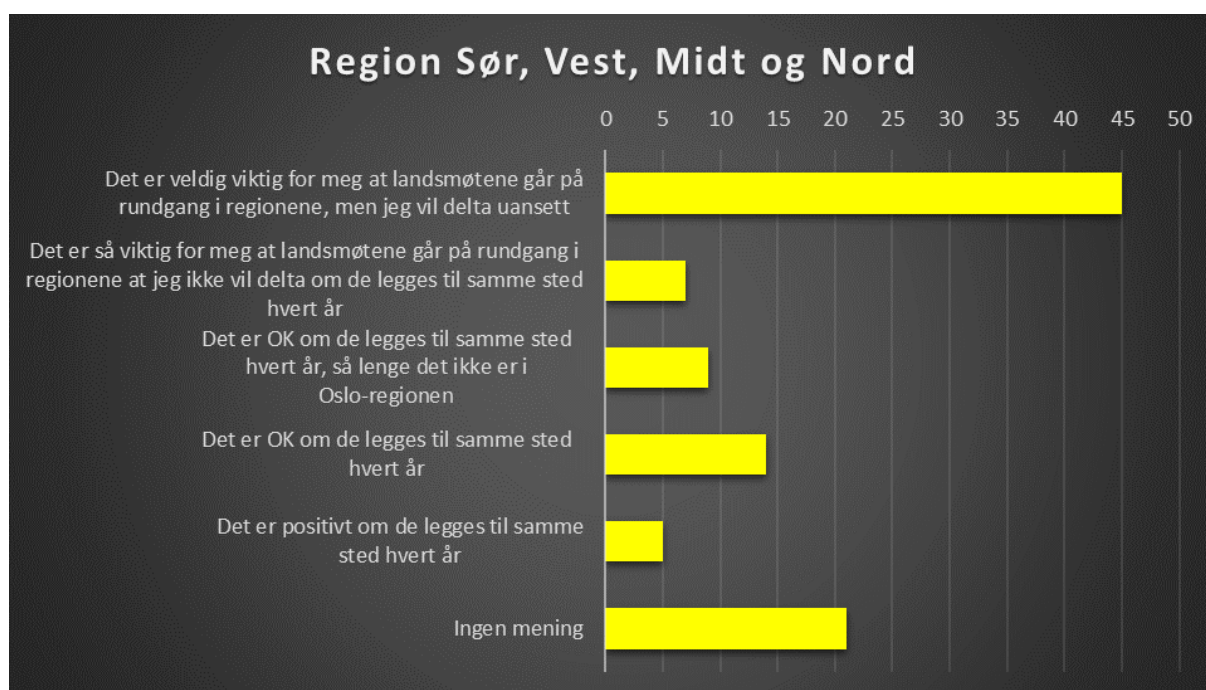 Region Sør, Vest, Midt og Nord
0 5 10 15 20 25 30 35 40 45 50
Det er veldig viktig for meg at landsmøtene går på
rundgang i regionene, men jeg vil delta uansett
Det er så viktig for meg at landsmøtene går på rundgang i
regionene at jeg ikke vil delta om de legges til samme sted
hvert år
Det er OK om de legges til samme sted
hvert år, så lenge det ikke er i
Oslo-regionen
Det er OK om de legges til samme sted
hvert år
Det er positivt om de legges til samme
sted hvert år
Ingen mening